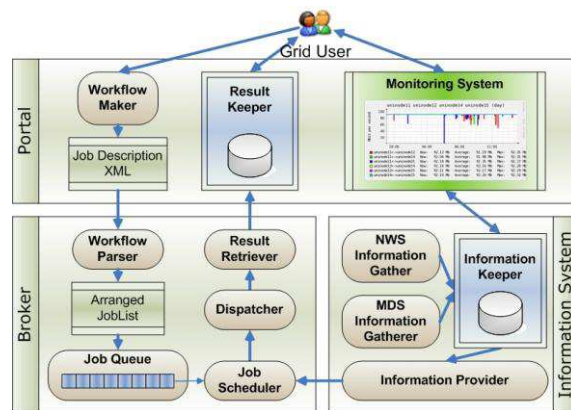 Grid User
Portal
Workflow
Maker
Result
Keeper
Monitoring System
Job Description
XML
Broker
Workflow
Parser
Result
Retriever
NWS
Information
Gather
Information
Keeper
Arranged
JobList
Dispatcher
MDS
Information
Gatherer
Job Queue
Job
Scheduler
Information Provider
Information System